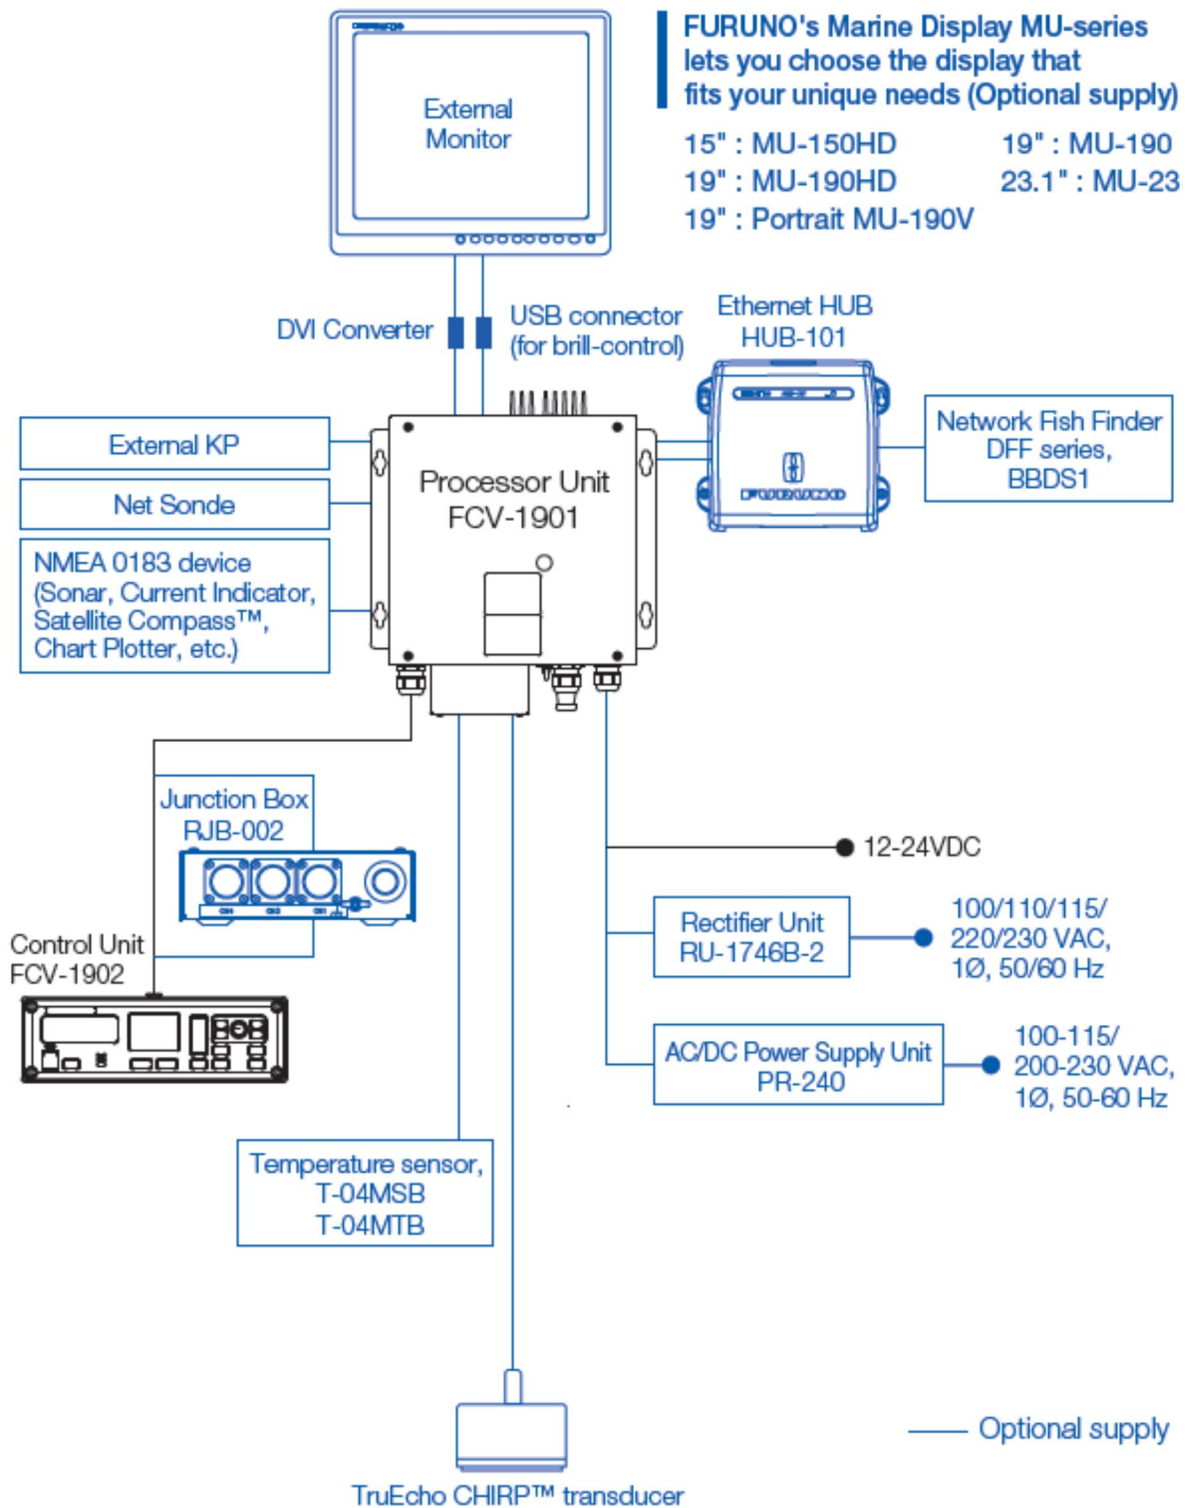 FURUNO's Marine Display MU-series
lets you choose the display that
fits your unique needs (Optional supply)
15" : MU-150HD
19" : MU-190
19" : MU-190HD
23.1" : MU-23
19" : Portrait MU-190V
External
Monitor
DVI Converter
USB connector
(for brill-control)
Ethernet HUB
HUB-101
FURUNO
Network Fish Finder
DFF series,
BBDS1
External KP
Net Sonde
NMEA 0183 device
(Sonar, Current Indicator,
Satellite Compass™,
Chart Plotter, etc.)
Processor Unit
FCV-1901
Junction Box
RJB-002
Control Unit
FCV-1902
12-24VDC
Rectifier Unit
RU-1746B-2
100/110/115/
220/230 VAC,
1Ø, 50/60 Hz
AC/DC Power Supply Unit
PR-240
100-115/
200-230 VAC,
1Ø, 50-60 Hz
Temperature sensor,
T-04MSB
T-04MTB
TruEcho CHIRP™ transducer
Optional supply